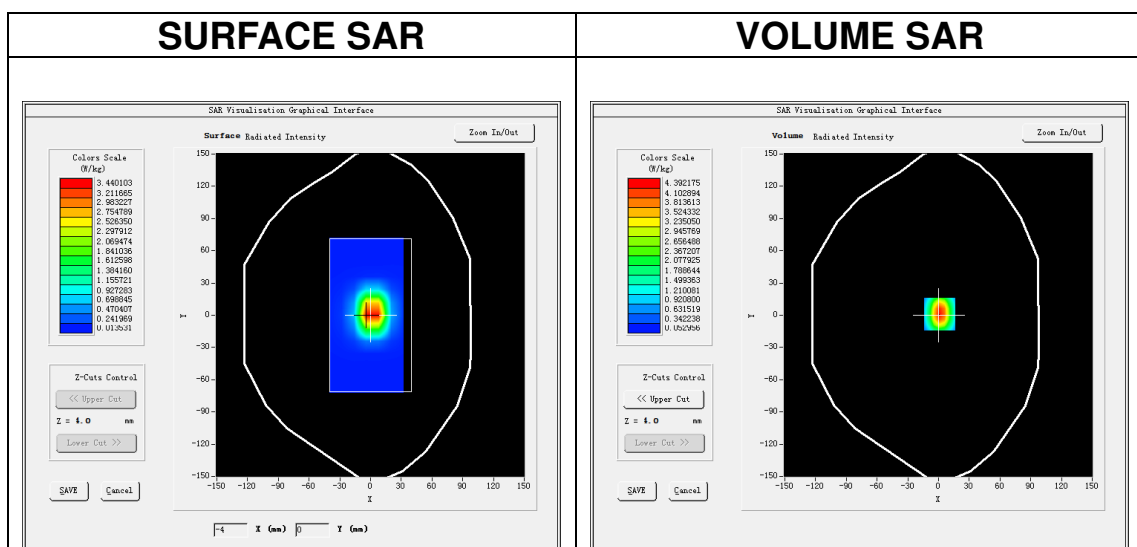 SURFACE SAR
VOLUME SAR
SAR Visualisation Graphical Interface
Surface Radiated Intensity
Zoom In/Out
Colors Scale
(W/kg)
3.440103
3.211665
2.983227
2.754789
2.526350
2.297912
2.069474
1.841036
1.612598
1.384160
1.155721
0.927283
0.698845
0.470407
0.241969
0.013531
150
120
90
60
30
0
-30
-60
-90
-120
-150
Y
-150 -120 -90 -60 -30 0 30 60 90 120 150
X
Z-Cuts Control
<< Upper Cut
Z = 4.0 mm
Lower Cut >>
SAVE Cancel
-4 X (mm) 0 Y (mm)
SAR Visualisation Graphical Interface
Volume Radiated Intensity
Zoom In/Out
Colors Scale
(W/kg)
4.392175
4.102894
3.813613
3.524332
3.235050
2.945769
2.656488
2.367207
2.077925
1.788644
1.499363
1.210081
0.920800
0.631519
0.342238
0.052956
150
120
90
60
30
0
-30
-60
-90
-120
-150
Y
-150 -120 -90 -60 -30 0 30 60 90 120 150
X
Z-Cuts Control
<< Upper Cut
Z = 4.0 mm
Lower Cut >>
SAVE Cancel